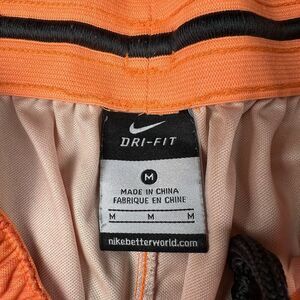 DRI-FIT
M
MADE IN CHINA
FABRIQUE EN CHINE
M M M
nikebetterworld.com